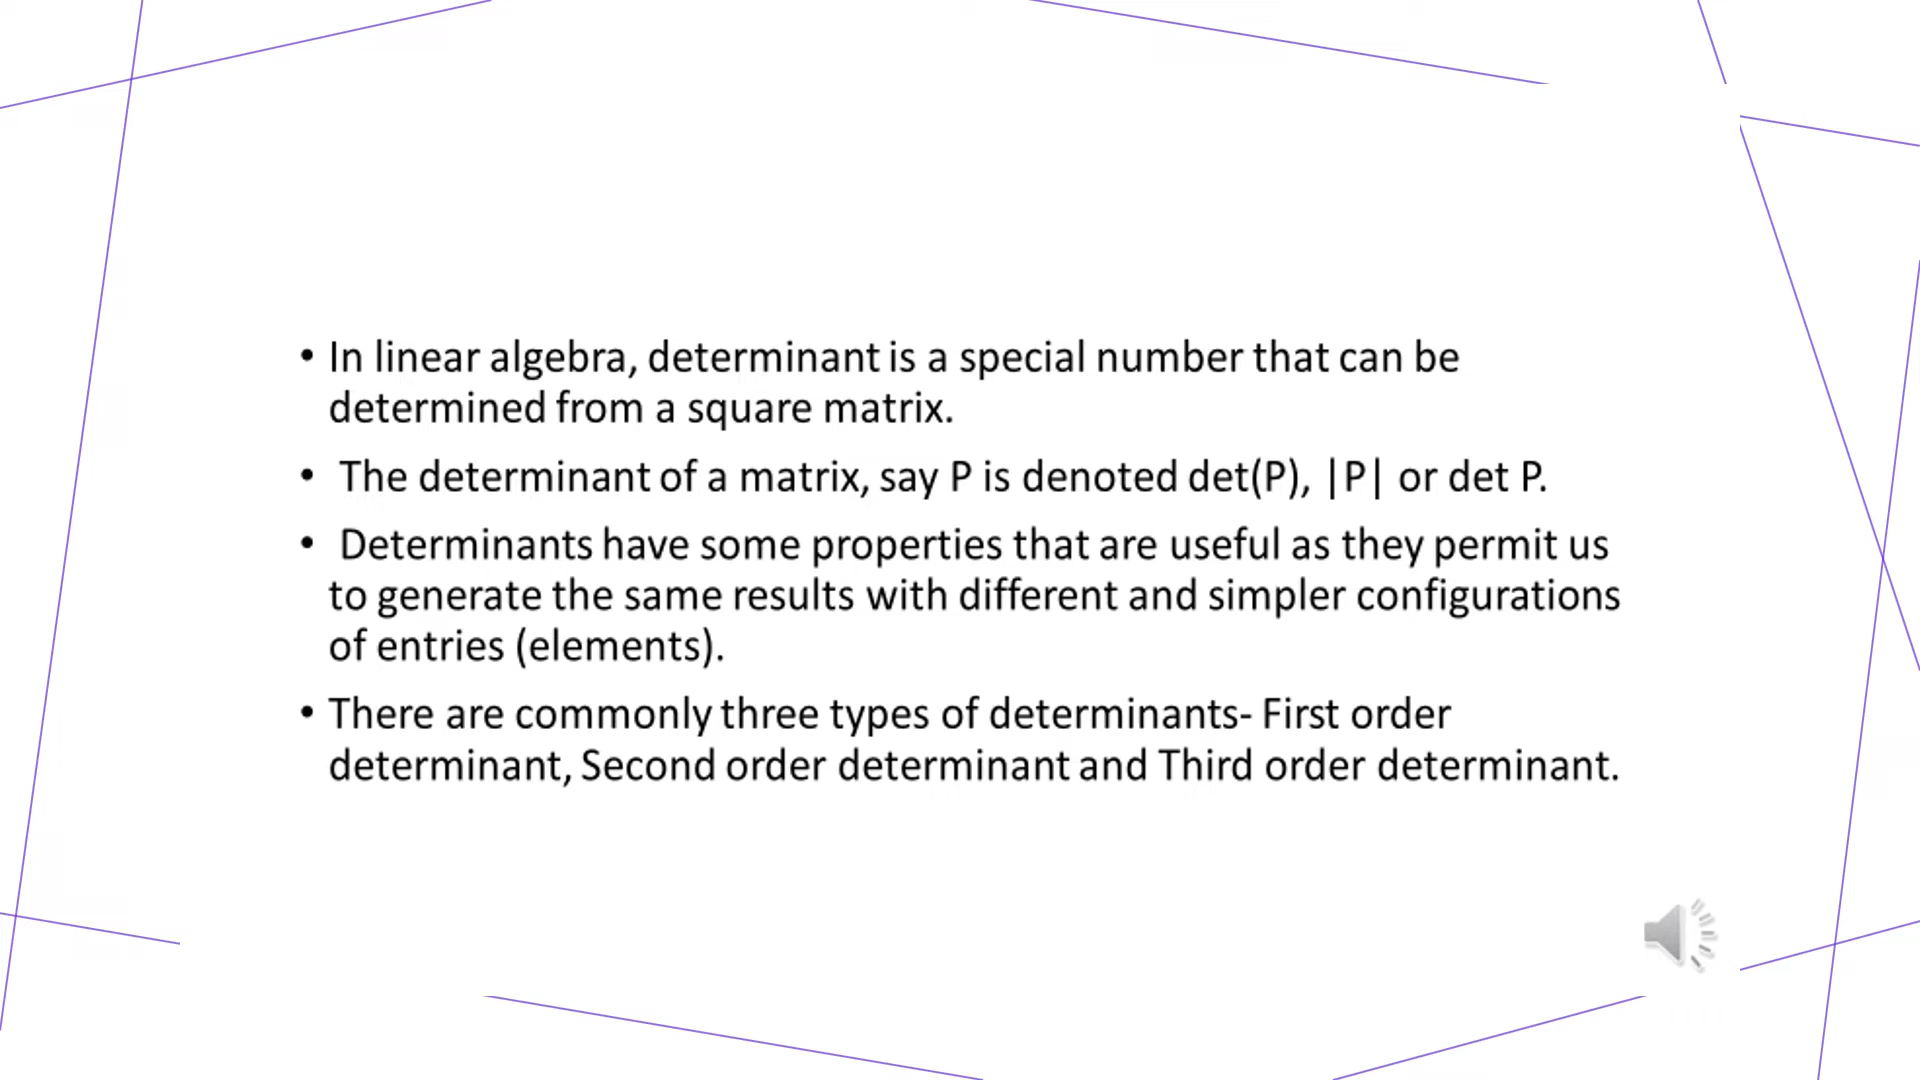 • In linear algebra, determinant is a special number that can be
determined from a square matrix.
• The determinant of a matrix, say P is denoted det(P), |P| or det P.
• Determinants have some properties that are useful as they permit us
to generate the same results with different and simpler configurations
of entries (elements).
• There are commonly three types of determinants- First order
determinant, Second order determinant and Third order determinant.